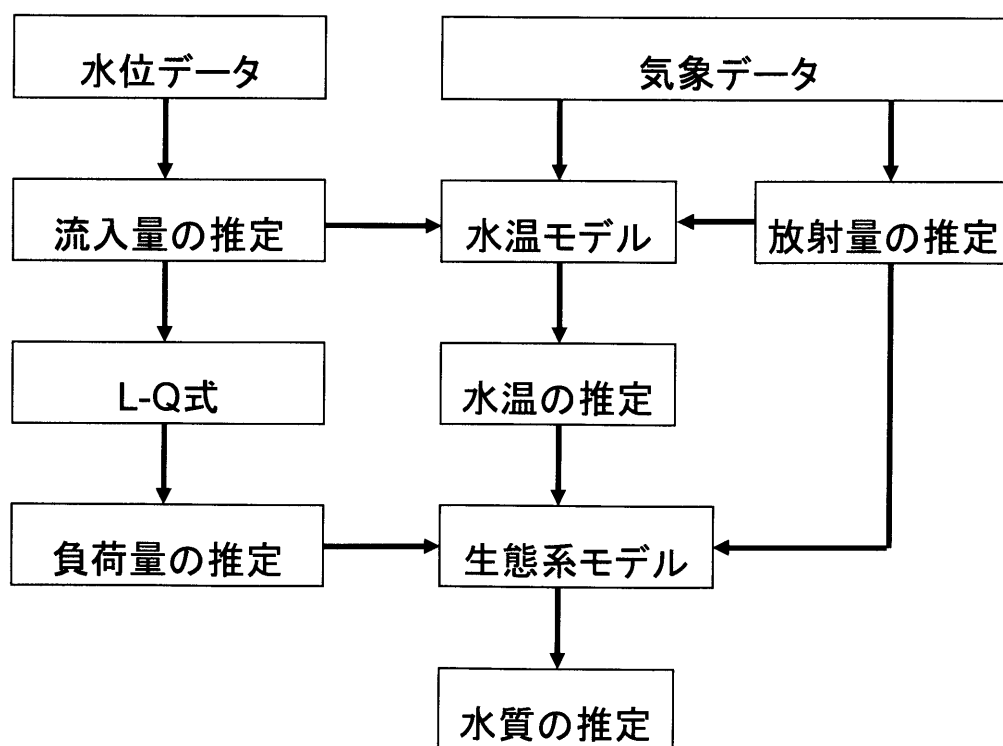 水位データ
気象データ
流入量の推定
水温モデル
放射量の推定
L-Q式
水温の推定
負荷量の推定
生態系モデル
水質の推定